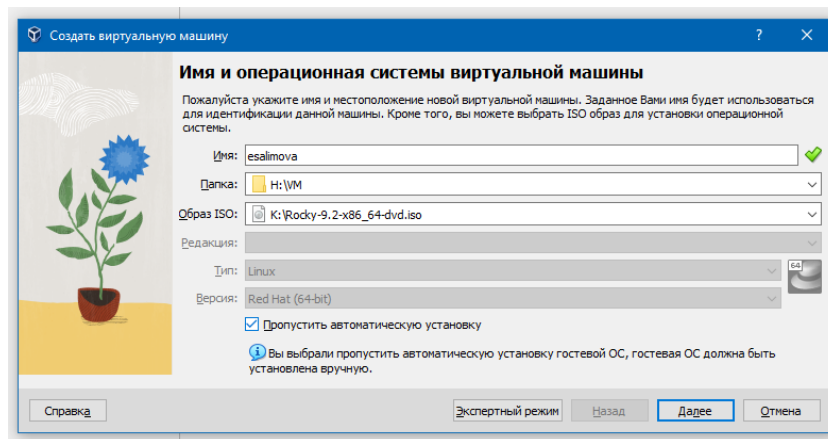 Создать виртуальную машину
?
Имя и операционная системы виртуальной машины
Пожалуйста укажите имя и местоположение новой виртуальной машины. Заданное Вами имя будет использоваться
для идентификации данной машины. Кроме того, вы можете выбрать ISO образ для установки операционной
системы.
Имя: esalimova
Папка: H:\VM
Образ ISO: K:\Rocky-9.2-x86_64-dvd.iso
Редакция:
Тип: Linux
64
Версия: Red Hat (64-bit)
Пропустить автоматическую установку
Вы выбрали пропустить автоматическую установку гостевой ОС, гостевая ОС должна быть
установлена вручную.
Справка Экспертный режим Назад Далее Отмена